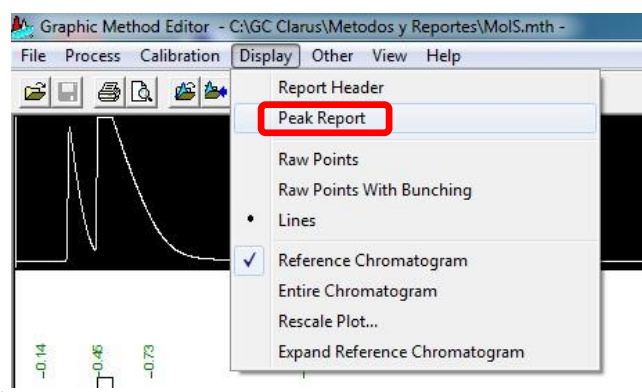 Graphic Method Editor - C:\GC Clarus\Metodos y Reportes\MolS.mth -
File Process Calibration Display Other View Help
Report Header
Peak Report
Raw Points
Raw Points With Bunching
Lines
Reference Chromatogram
Entire Chromatogram
Rescale Plot...
Expand Reference Chromatogram
-0.14
-0.45
-0.73